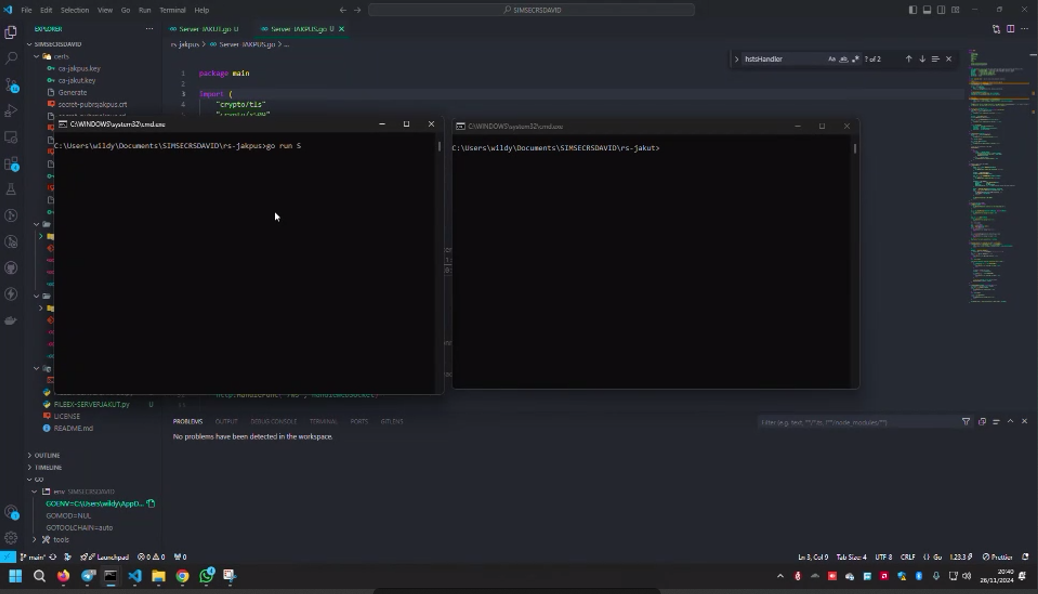 File Edit Selection View Go Run Terminal Help
SIMSECRSDAVID
EXPLORER
Server JAKUT.go U
Server JAKPUS.go U
rs jakpus > Server JAKPUS.go > ...
SIMSECRSDAVID
certs
ca-jakpus.key
ca-jakut.key
Generate
secret-pubrsjakpus.crt
hstsHandler
? of 2
1 package main
2
3 import (
4 "crypto/tls"
C:\WINDOWS\system32\cmd.exe
C:\Users\wildy\Documents\SIMSECRSDAVID\rs-jakpus>go run S
C:\WINDOWS\system32\cmd.exe
C:\Users\wildy\Documents\SIMSECRSDAVID\rs-jakut>
FILEEX-SERVERJAKUT.py U
LICENSE
README.md
OUTLINE
TIMELINE
GO
env SIMSECRSDAVID
GOENV=C:\Users\wildy\AppD...
GOMOD=NUL
GOTOOLCHAIN=auto
tools
PROBLEMS OUTPUT DEBUG CONSOLE TERMINAL PORTS GITLENS
Filter (e.g. text, "**/*.ts, !**/node_modules/**")
No problems have been detected in the workspace.
main* Launchpad 0 0 0
Ln 3, Col 9 Tab Size: 4 UTF-8 CRLF Go 1.23.3 Prettier
20:40
26/11/2024